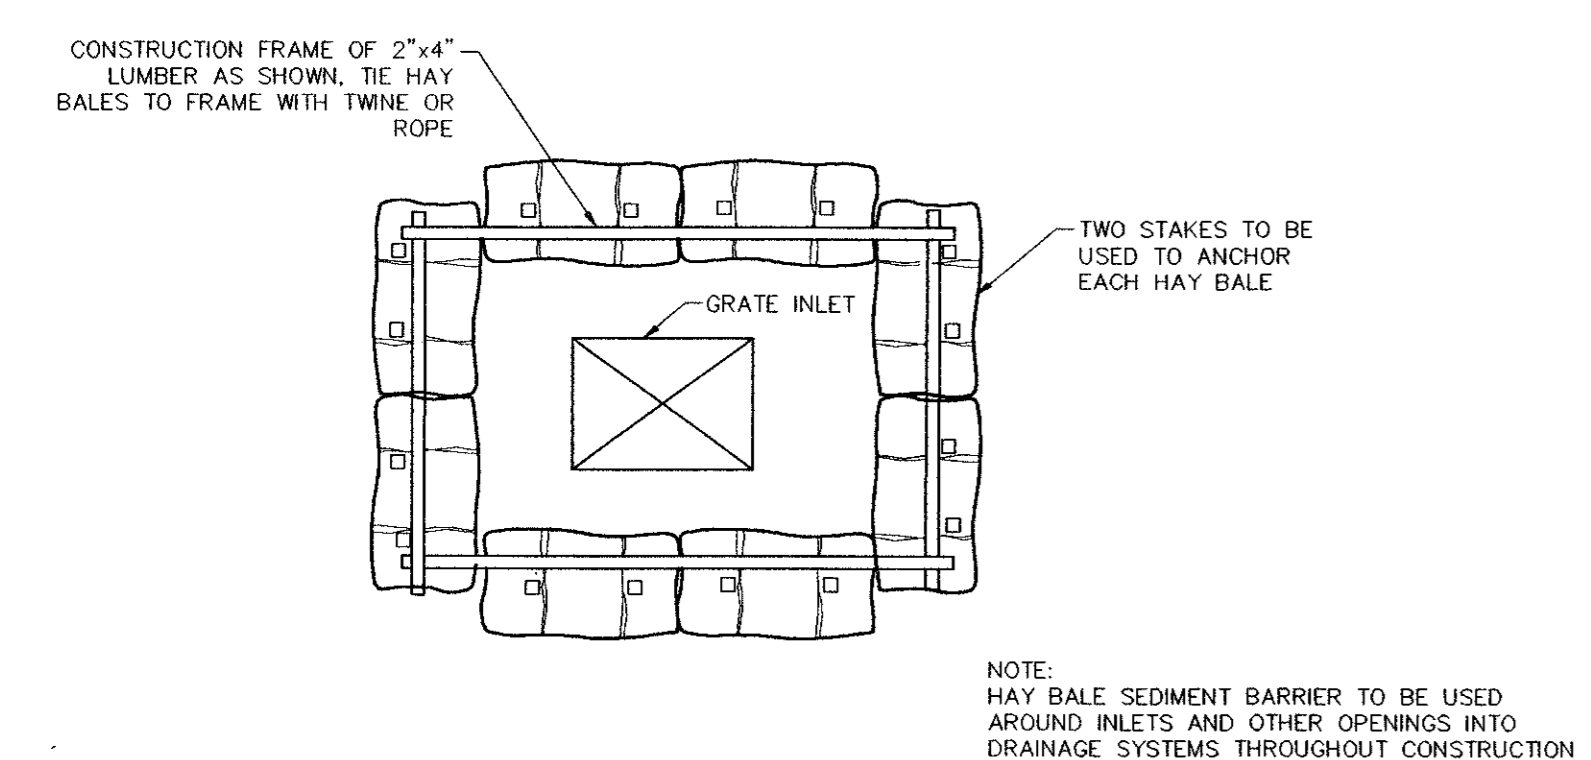 CONSTRUCTION FRAME OF 2"x4"
LUMBER AS SHOWN, TIE HAY
BALES TO FRAME WITH TWINE OR
ROPE
TWO STAKES TO BE
USED TO ANCHOR
EACH HAY BALE
GRATE INLET
NOTE:
HAY BALE SEDIMENT BARRIER TO BE USED
AROUND INLETS AND OTHER OPENINGS INTO
DRAINAGE SYSTEMS THROUGHOUT CONSTRUCTION